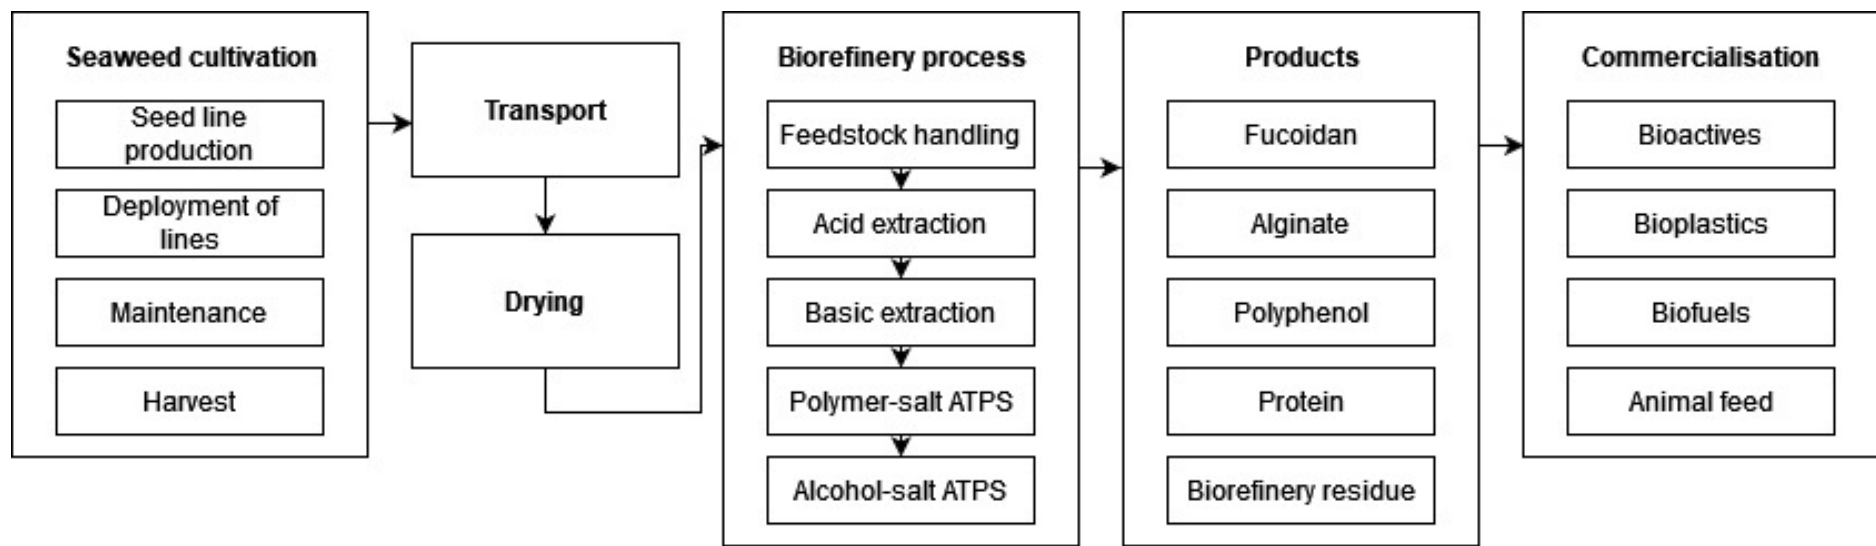 Seaweed cultivation
Seed line
production
Deployment of
lines
Maintenance
Harvest
Transport
Drying
Biorefinery process
Feedstock handling
Acid extraction
Basic extraction
Polymer-salt ATPS
Alcohol-salt ATPS
Products
Fucoidan
Alginate
Polyphenol
Protein
Biorefinery residue
Commercialisation
Bioactives
Bioplastics
Biofuels
Animal feed